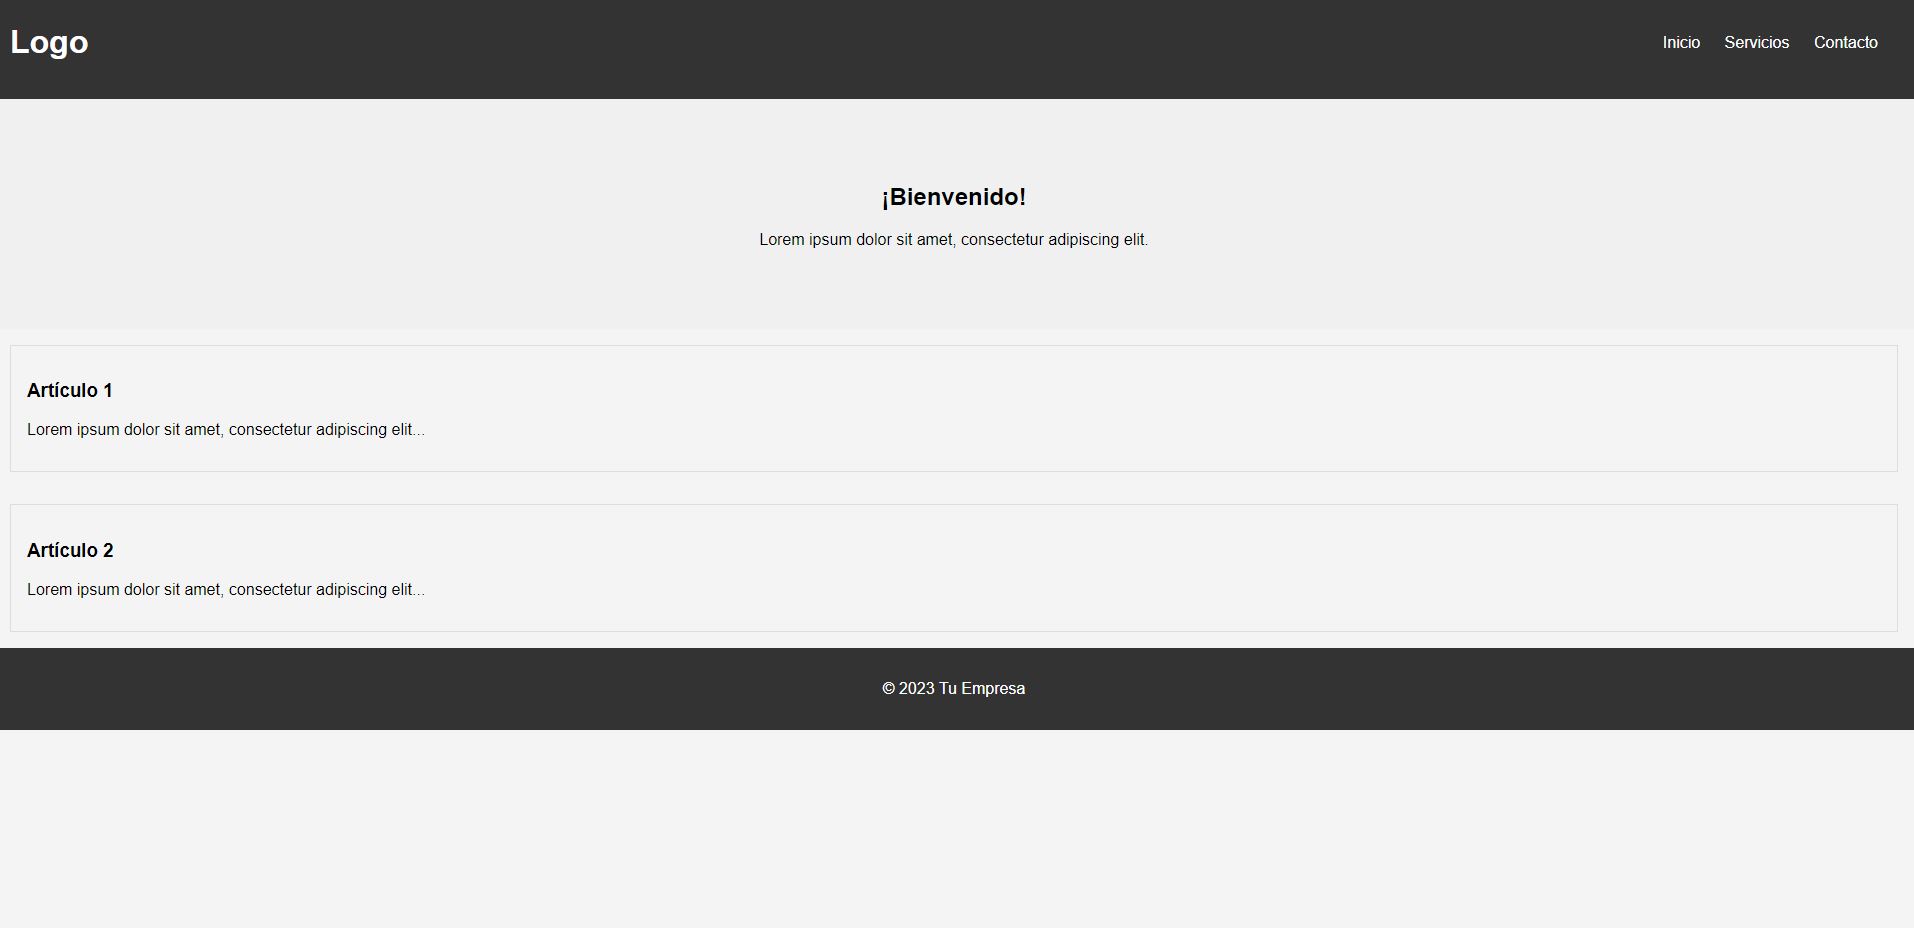 Logo
Inicio Servicios Contacto
¡Bienvenido!
Lorem ipsum dolor sit amet, consectetur adipiscing elit.
Artículo 1
Lorem ipsum dolor sit amet, consectetur adipiscing elit...
Artículo 2
Lorem ipsum dolor sit amet, consectetur adipiscing elit...
© 2023 Tu Empresa